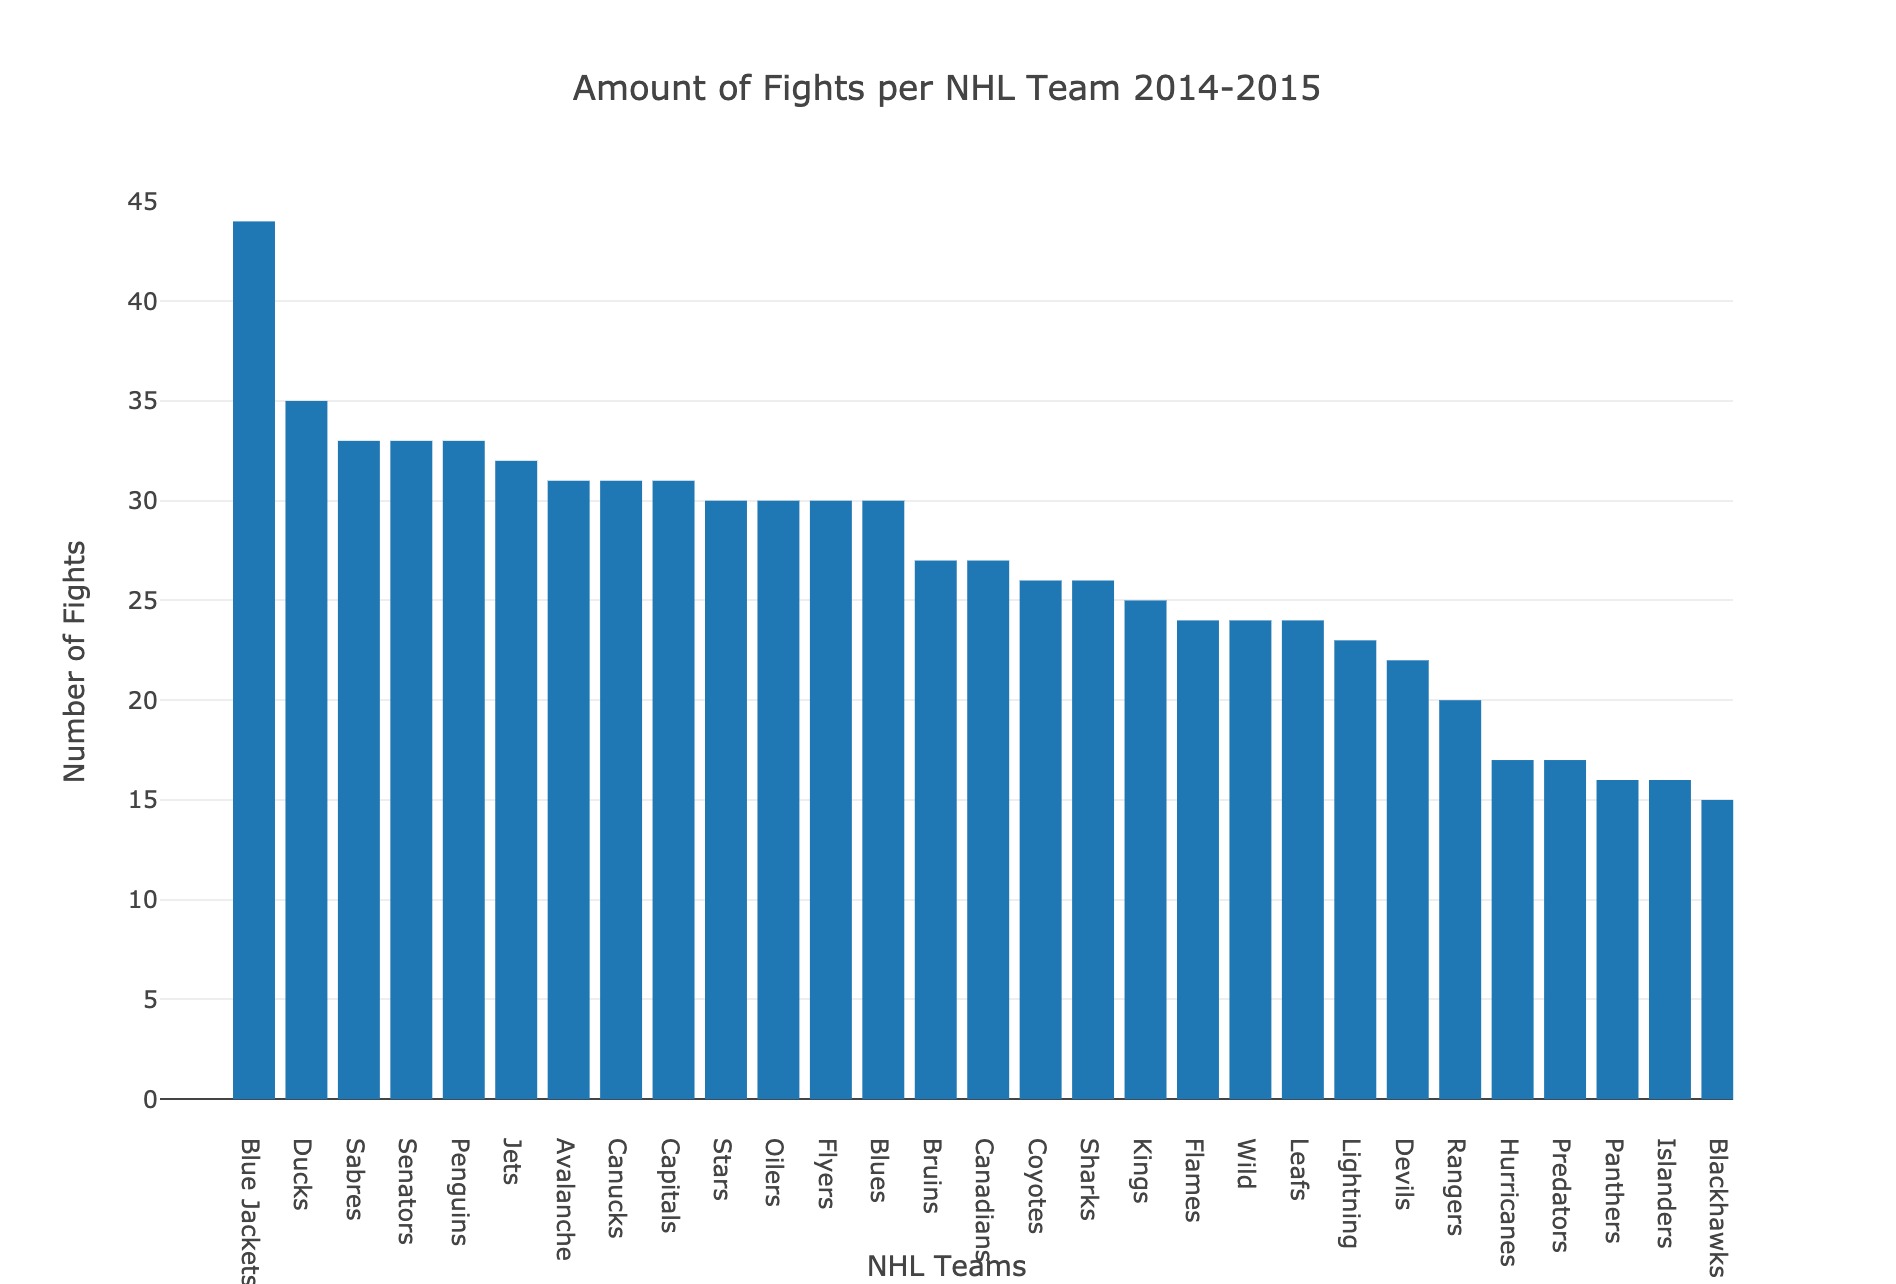 Amount of Fights per NHL Team 2014-2015
45
40
35
30
25
20
15
10
5
0
Number of Fights
Blue Jackets
Ducks
Sabres
Senators
Penguins
Jets
Avalanche
Canucks
Capitals
Stars
Oilers
Flyers
Blues
Bruins
Canadians
Coyotes
Sharks
Kings
Flames
Wild
Leafs
Lightning
Devils
Rangers
Hurricanes
Predators
Panthers
Islanders
Blackhawks
NHL Teams